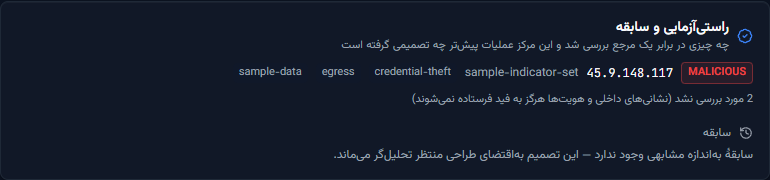 راستی‌آزمایی و سابقه
چه چیزی در برابر یک مرجع بررسی شد و این مرکز عملیات پیش‌تر چه تصمیمی گرفته است
MALICIOUS 45.9.148.117 sample-indicator-set credential-theft egress sample-data
2 مورد بررسی نشد (نشانی‌های داخلی و هویت‌ها هرگز به فید فرستاده نمی‌شوند)
سابقه
سابقهٔ به‌اندازه مشابهی وجود ندارد — این تصمیم به‌اقتضای طراحی منتظر تحلیل‌گر می‌ماند.